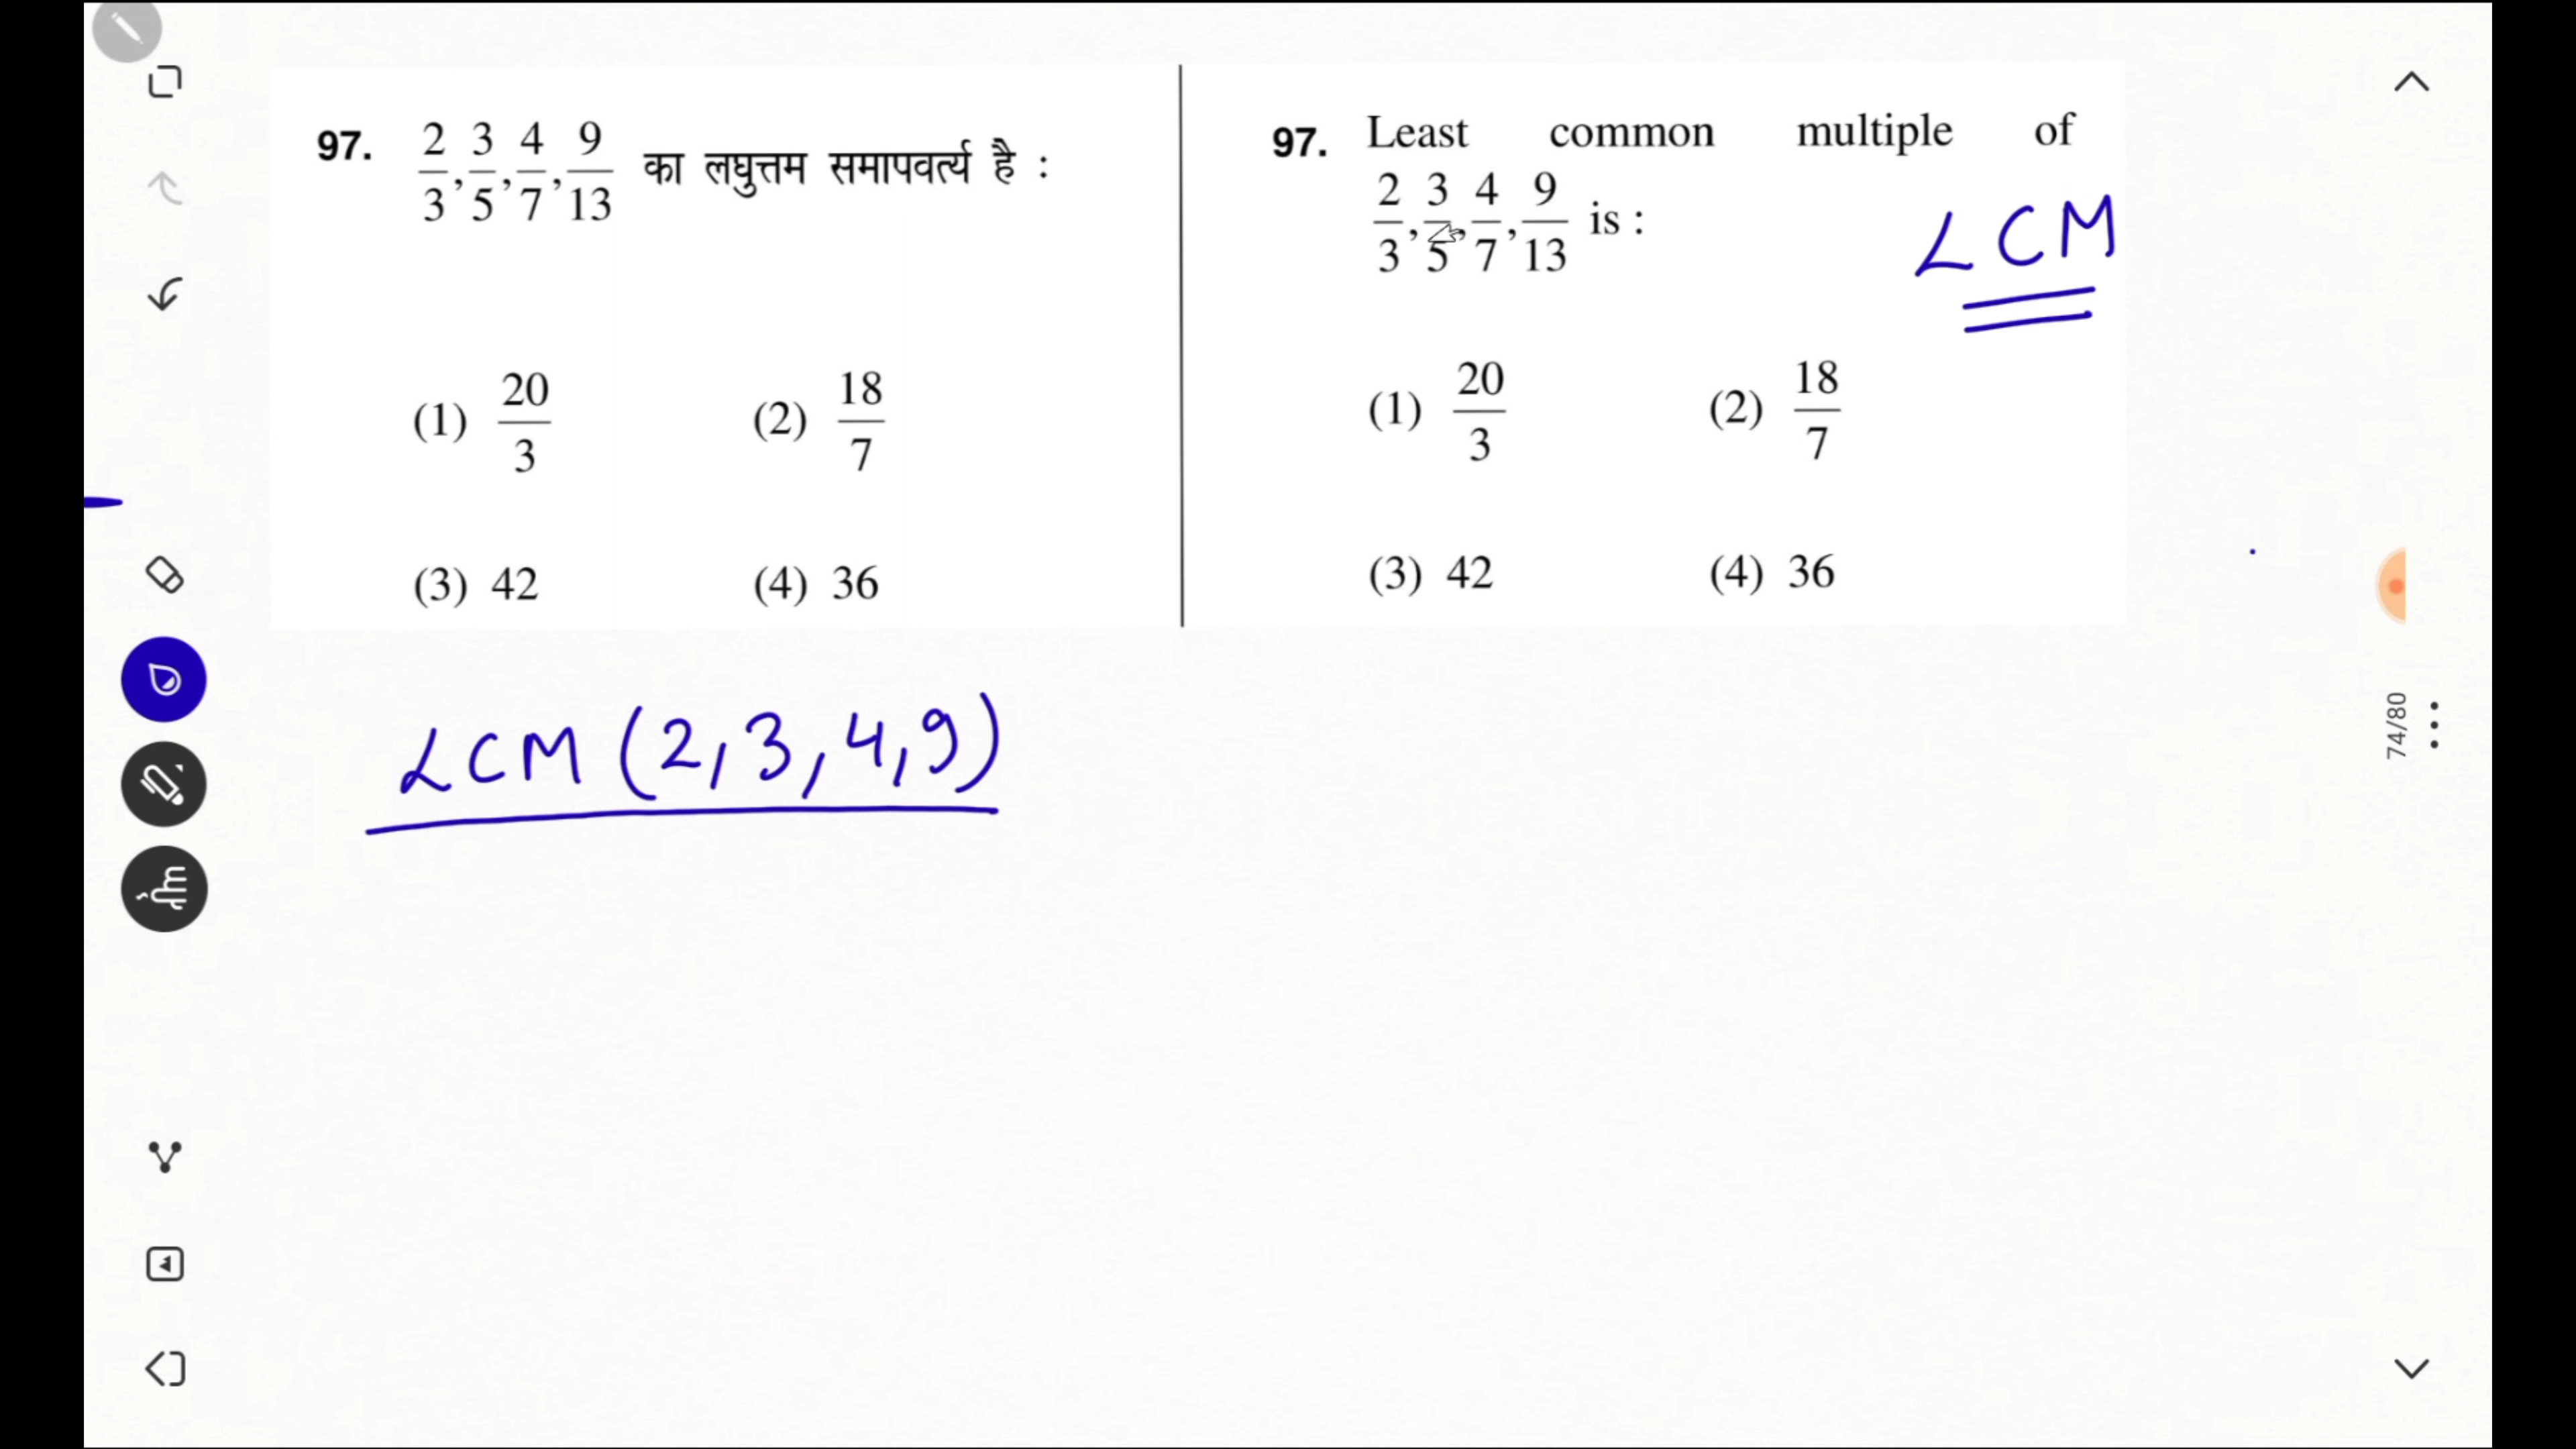 97. 2/3, 3/5, 4/7, 9/13 का लघुत्तम समापवर्त्य है :
(1) 20/3 (2) 18/7
(3) 42 (4) 36
97. Least common multiple of
2/3, 3/5, 4/7, 9/13 is :
LCM
(1) 20/3 (2) 18/7
(3) 42 (4) 36
LCM (2,3,4,9)
74/80